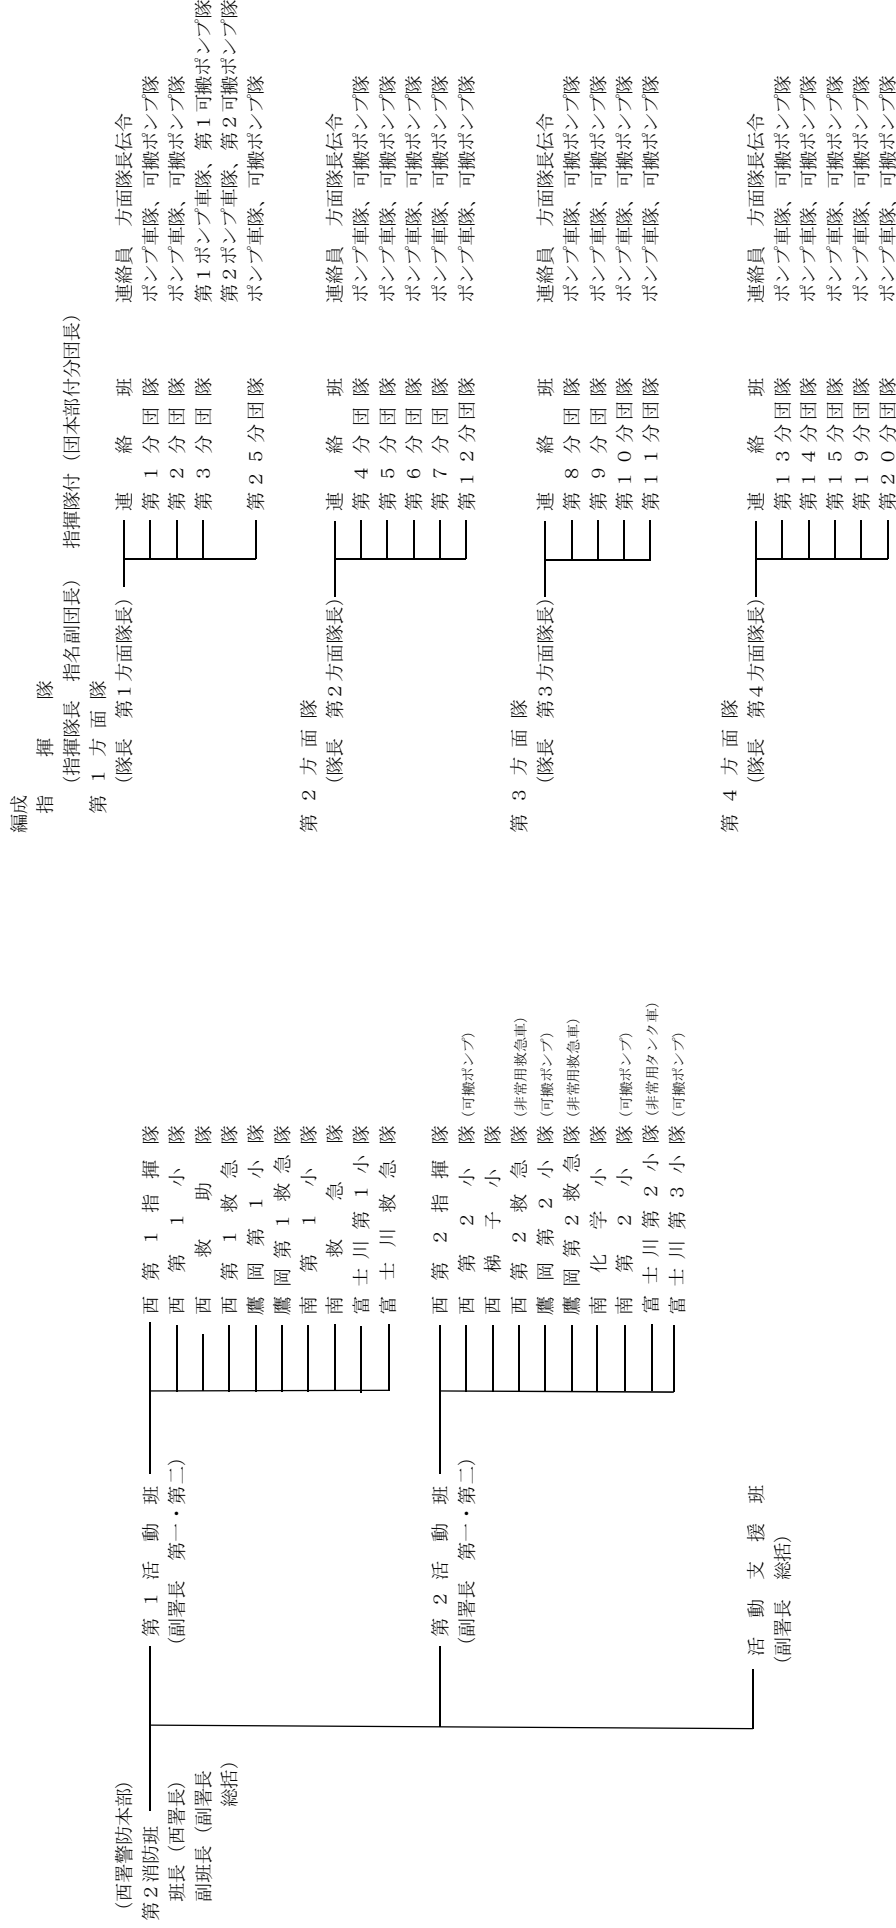 (西署警防本部)
第2消防班
班長（西署長）
副班長（副署長 総括）
第1活動班
(副署長 第一・第二)
西第1指揮隊
西第1小隊
西救助隊
西第1救急隊
鷹岡第1小隊
鷹岡第1救急隊
南第1小隊
南救急隊
富士川第1小隊
富士川救急隊
第2活動班
(副署長 第一・第二)
西第2指揮隊
西第2小隊(可搬ポンプ)
西梯子小隊
西第2救急隊(非常用救急車)
鷹岡第2小隊(可搬ポンプ)
鷹岡第2救急隊(非常用救急車)
南化学小隊
南第2小隊(可搬ポンプ)
富士川第2小隊(非常用タンク車)
富士川第3小隊(可搬ポンプ)
活動支援班
(副署長 総括)
編成
指揮隊
(指揮隊長 指名副団長) 指揮隊付（団本部付分団長）
第1方面隊
(隊長 第1方面隊長)
連絡班 連絡員 方面隊長伝令
第1分団隊 ポンプ車隊、可搬ポンプ隊
第2分団隊 ポンプ車隊、可搬ポンプ隊
第3分団隊 第1ポンプ車隊、第1可搬ポンプ隊
第2ポンプ車隊、第2可搬ポンプ隊
第25分団隊 ポンプ車隊、可搬ポンプ隊
第2方面隊
(隊長 第2方面隊長)
連絡班 連絡員 方面隊長伝令
第4分団隊 ポンプ車隊、可搬ポンプ隊
第5分団隊 ポンプ車隊、可搬ポンプ隊
第6分団隊 ポンプ車隊、可搬ポンプ隊
第7分団隊 ポンプ車隊、可搬ポンプ隊
第12分団隊 ポンプ車隊、可搬ポンプ隊
第3方面隊
(隊長 第3方面隊長)
連絡班 連絡員 方面隊長伝令
第8分団隊 ポンプ車隊、可搬ポンプ隊
第9分団隊 ポンプ車隊、可搬ポンプ隊
第10分団隊 ポンプ車隊、可搬ポンプ隊
第11分団隊 ポンプ車隊、可搬ポンプ隊
第4方面隊
(隊長 第4方面隊長)
連絡班 連絡員 方面隊長伝令
第13分団隊 ポンプ車隊、可搬ポンプ隊
第14分団隊 ポンプ車隊、可搬ポンプ隊
第15分団隊 ポンプ車隊、可搬ポンプ隊
第19分団隊 ポンプ車隊、可搬ポンプ隊
第20分団隊 ポンプ車隊、可搬ポンプ隊